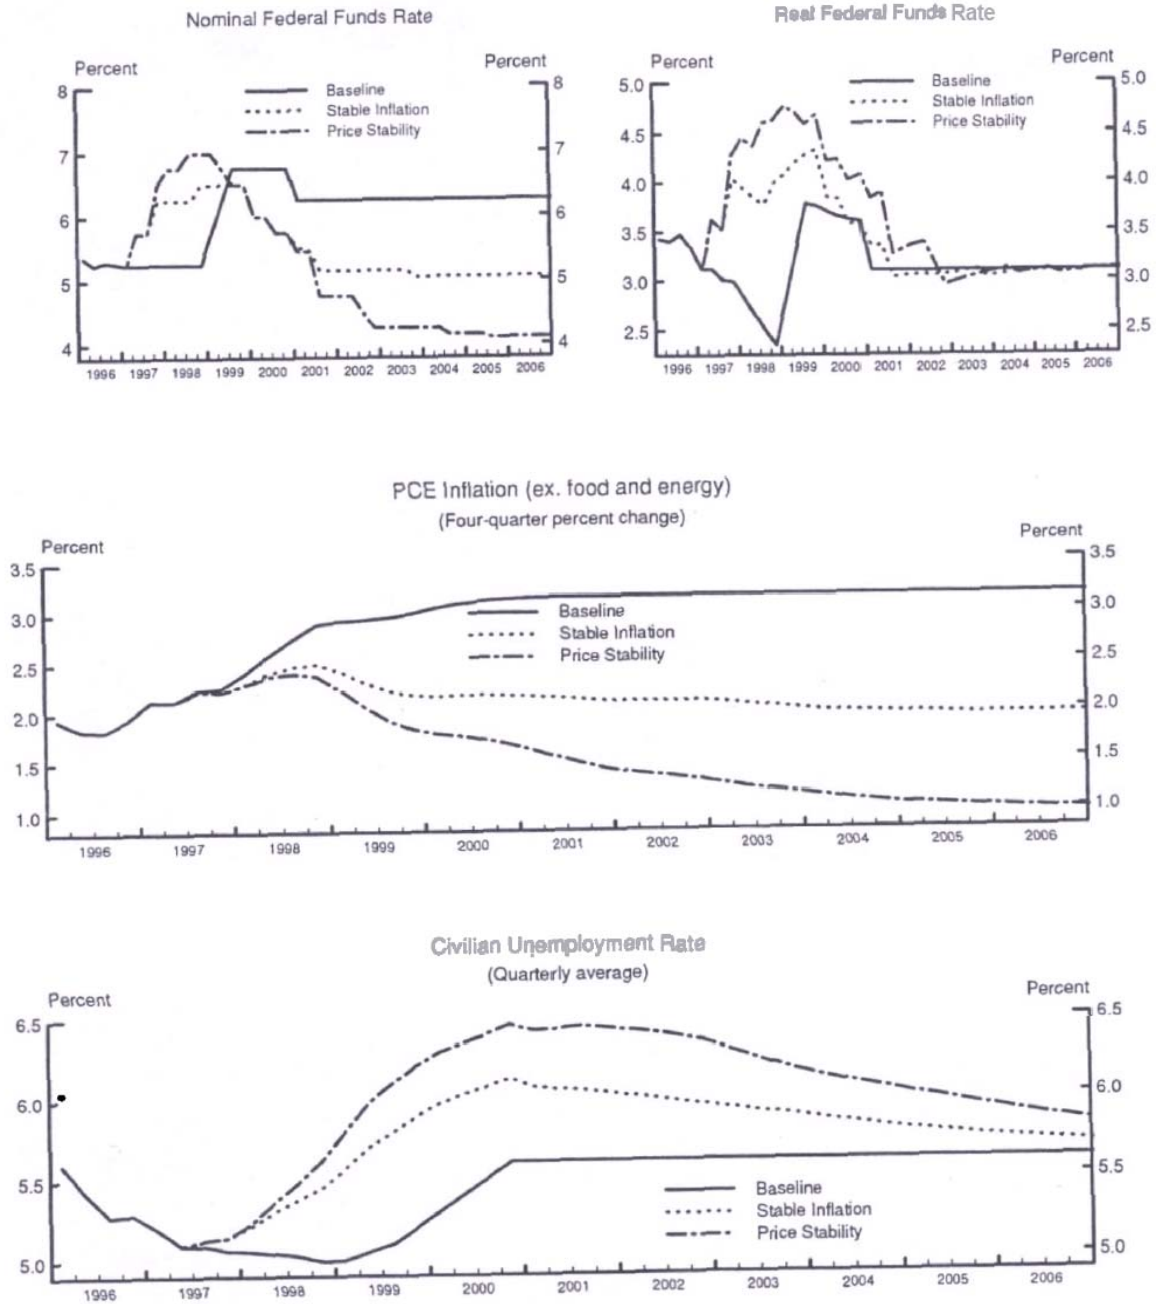 Nominal Federal Funds Rate
Percent
Percent
8
7
6
5
4
8
7
6
5
4
Baseline
Stable Inflation
Price Stability
1996 1997 1998 1999 2000 2001 2002 2003 2004 2005 2006
Real Federal Funds Rate
Percent
Percent
5.0
4.5
4.0
3.5
3.0
2.5
5.0
4.5
4.0
3.5
3.0
2.5
Baseline
Stable Inflation
Price Stability
1996 1997 1998 1999 2000 2001 2002 2003 2004 2005 2006
PCE Inflation (ex. food and energy)
(Four-quarter percent change)
Percent
Percent
3.5
3.0
2.5
2.0
1.5
1.0
3.5
3.0
2.5
2.0
1.5
1.0
Baseline
Stable Inflation
Price Stability
1996 1997 1998 1999 2000 2001 2002 2003 2004 2005 2006
Civilian Unemployment Rate
(Quarterly average)
Percent
Percent
6.5
6.0
5.5
5.0
6.5
6.0
5.5
5.0
Baseline
Stable Inflation
Price Stability
1996 1997 1998 1999 2000 2001 2002 2003 2004 2005 2006